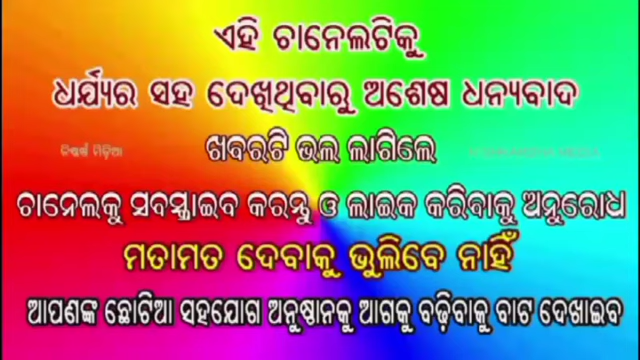 ଏହି ଚାନେଲଟିକୁ
ଧର୍ଯ୍ୟର ସହ ଦେଖିଥିବାରୁ ଅଶେଷ ଧନ୍ୟବାଦ
ଖବରଟି ଭଲ ଲାଗିଲେ
ଚାନେଲକୁ ସବସ୍କ୍ରାଇବ କରନ୍ତୁ ଓ ଲାଇକ କରିବାକୁ ଅନୁରୋଧ
ମତାମତ ଦେବାକୁ ଭୁଲିବେ ନାହିଁ
ଆପଣଙ୍କ ଛୋଟିଆ ସହଯୋଗ ଅନୁଷ୍ଠାନକୁ ଆଗକୁ ବଢ଼ିବାକୁ ବାଟ ଦେଖାଇବ